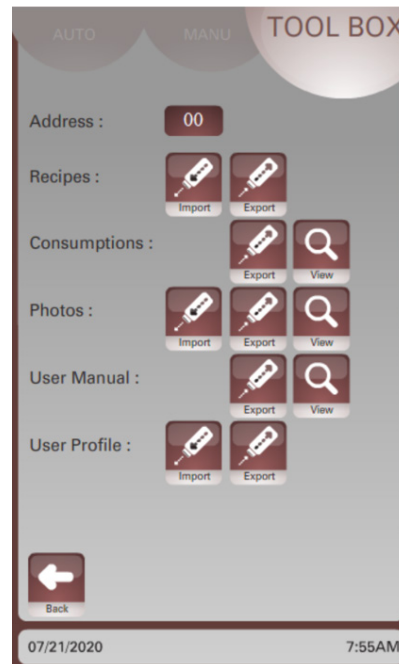 AUTO MANU TOOL BOX
Address : 00
Recipes :
Import Export
Consumptions :
Export View
Photos :
Import Export View
User Manual :
Export View
User Profile :
Import Export
Back
07/21/2020 7:55AM